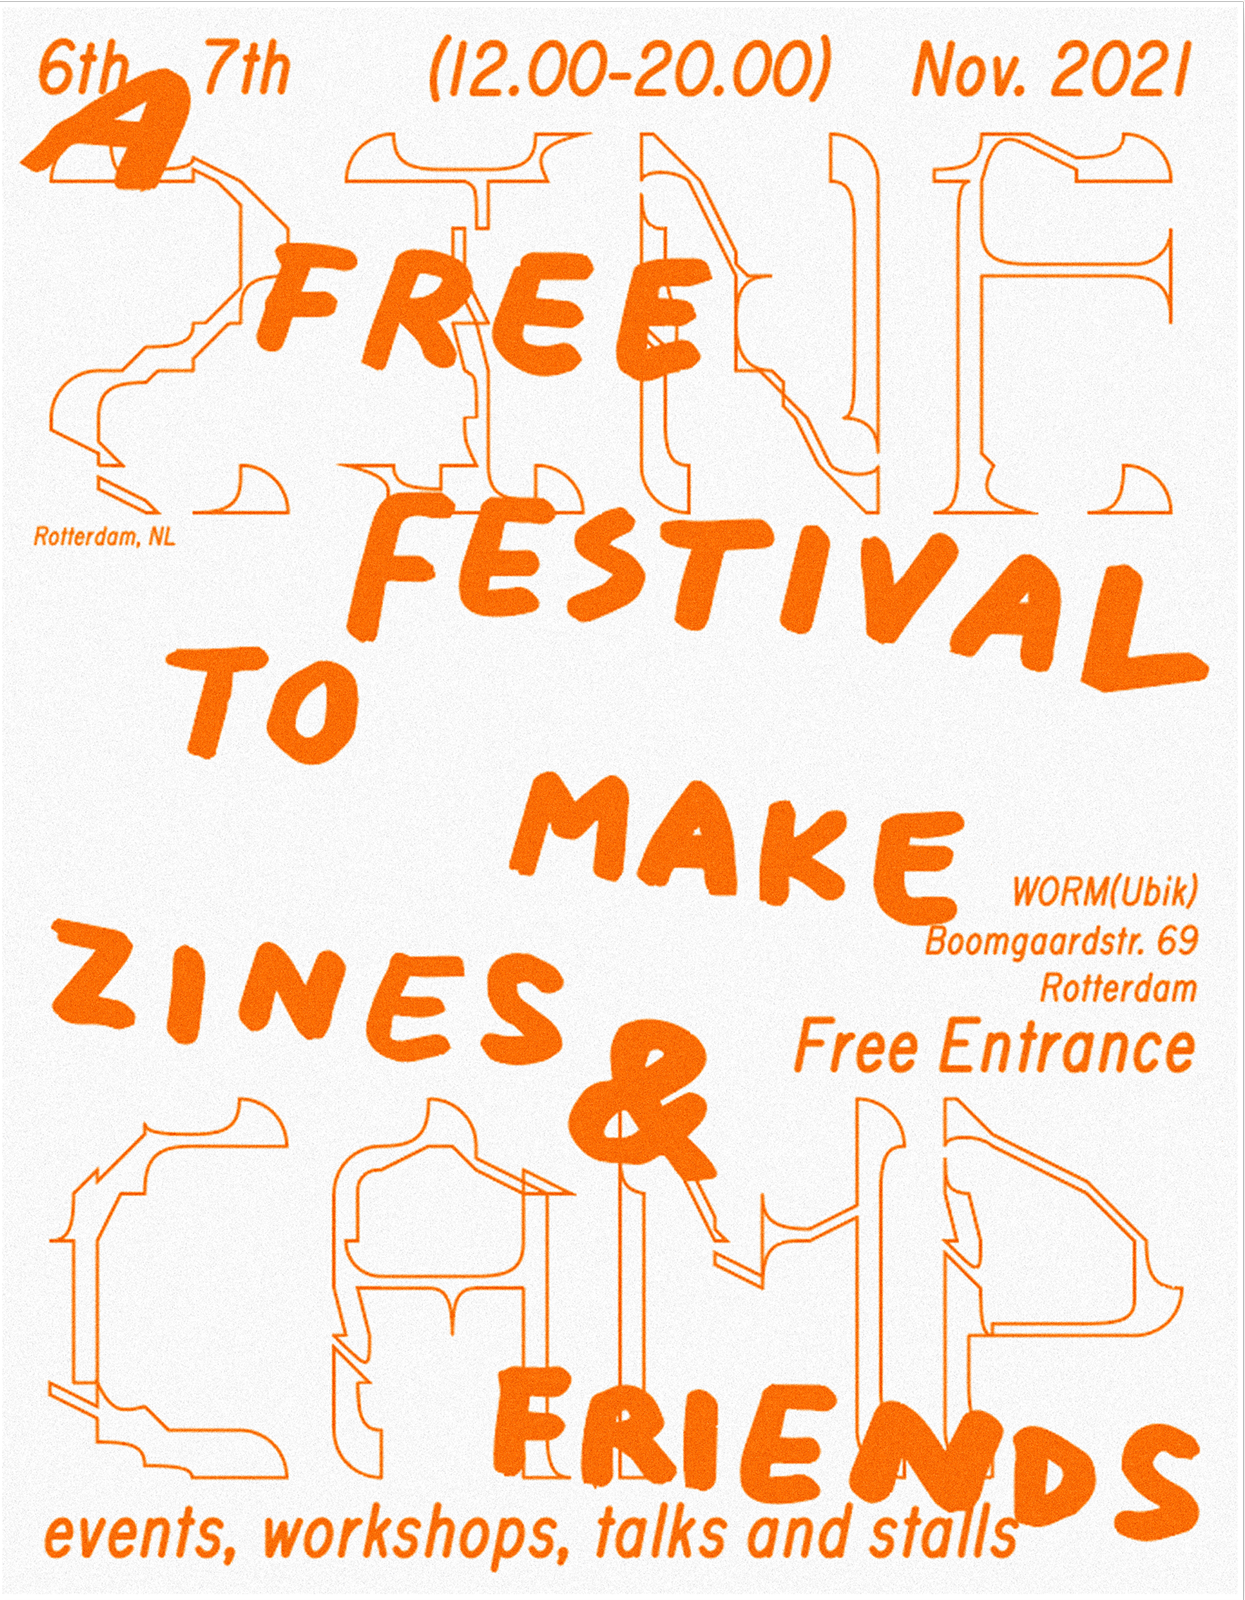 6th 7th (12.00-20.00) Nov. 2021
ZINE
A
FREE
Rotterdam, NL
FESTIVAL
TO
MAKE
WORM(Ubik)
Boomgaardstr. 69
Rotterdam
ZINES
Free Entrance
&
CAMP
FRIENDS
events, workshops, talks and stalls